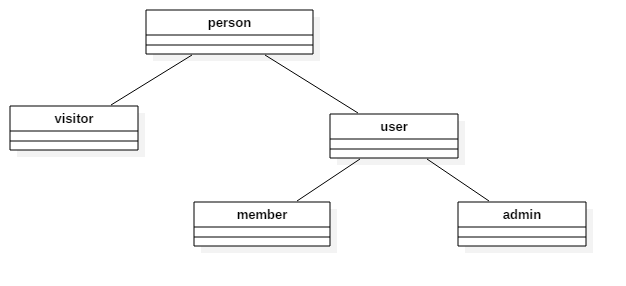 person
visitor
user
member
admin